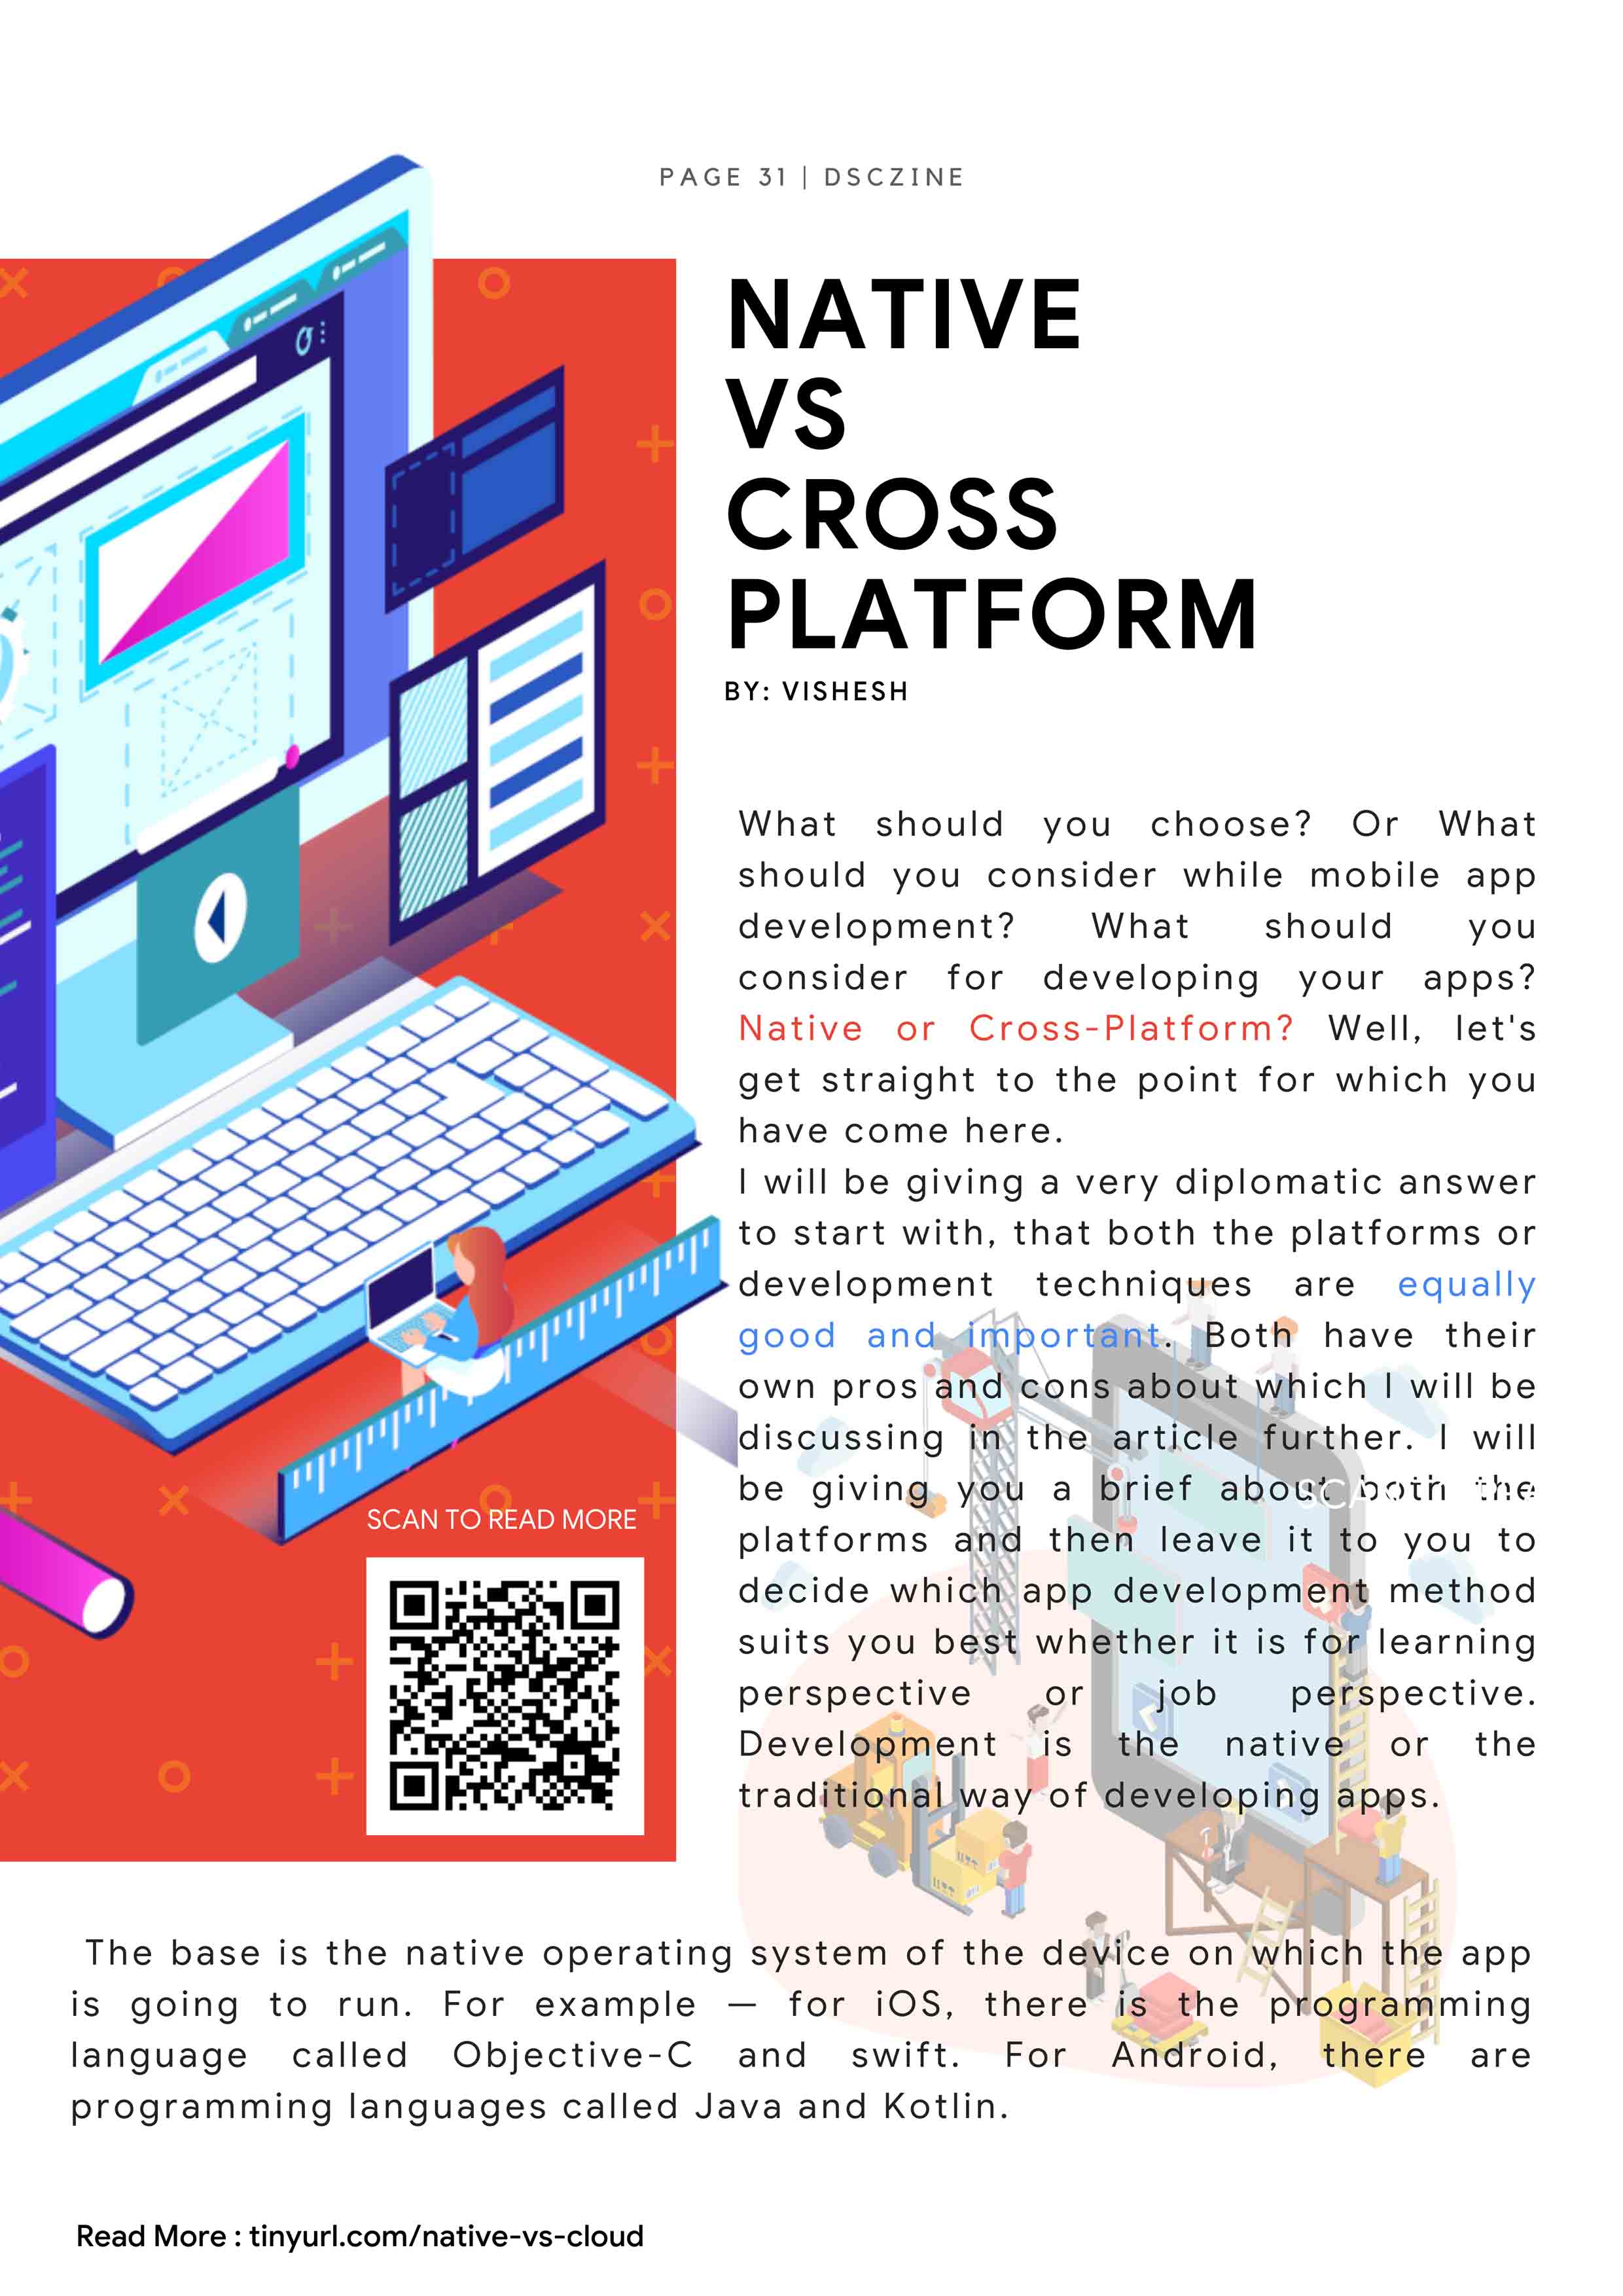 PAGE 31 | DSCZINE
NATIVE
VS
CROSS
PLATFORM
BY: VISHESH
What should you choose? Or What
should you consider while mobile app
development? What should you
consider for developing your apps?
Native or Cross-Platform? Well, let's
get straight to the point for which you
have come here.
I will be giving a very diplomatic answer
to start with, that both the platforms or
development techniques are equally
good and important. Both have their
own pros and cons about which I will be
discussing in the article further. I will
be giving you a brief about both the
platforms and then leave it to you to
decide which app development method
suits you best whether it is for learning
perspective or job perspective.
Development is the native or the
traditional way of developing apps.
SCAN TO READ MORE
The base is the native operating system of the device on which the app
is going to run. For example — for iOS, there is the programming
language called Objective-C and swift. For Android, there are
programming languages called Java and Kotlin.
Read More : tinyurl.com/native-vs-cloud